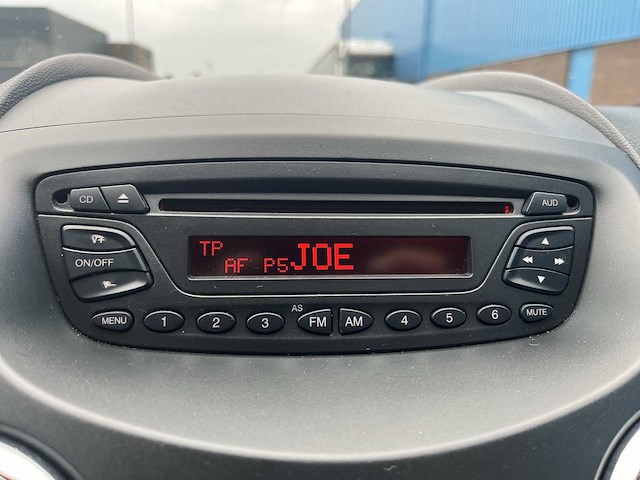 CD
AUD
TP
AF P5 JOE
ON/OFF
AS
MENU 1 2 3 FM AM 4 5 6 MUTE